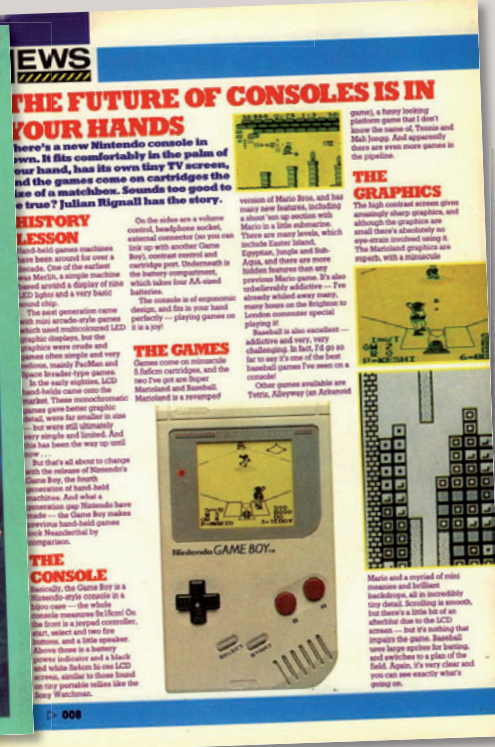 NEWS
THE FUTURE OF CONSOLES IS IN
YOUR HANDS
There's a new Nintendo console in
town. It fits comfortably in the palm of
your hand, has its own tiny TV screen,
and the games come on cartridges the
size of a matchbox. Sounds too good to
be true? Julian Rignall has the story.
HISTORY
LESSON
Hand-held games machines
have been around for over a
decade. One of the earliest
was Merlin, a simple machine
based around a display of nine
LED lights and a very basic
sound chip.
The next generation came
with mini arcade-style games
which used multicoloured LED
graphic displays, but the
graphics were crude and
games often simple and very
obvious, mainly PacMan and
Space Invader-type games.
In the early eighties, LCD
hand-helds came onto the
market. These monochromatic
games gave better graphic
detail, were far smaller in size
but were still ultimately
very simple and limited. And
this has been the way up until
now . . .
But that's all about to change
with the release of Nintendo's
Game Boy, the fourth
generation of hand-held
machines. And what a
generation gap Nintendo have
made — the Game Boy makes
previous hand-held games
look Neanderthal by
comparison.
THE
CONSOLE
Basically, the Game Boy is a
Nintendo-style console in a
bijou case — the whole
console measures 9x15cm! On
the front is a joypad controller,
start, select and two fire
buttons, and a little speaker.
Above those is a battery
power indicator and a black
and white hi-res LCD
screen, similar to those found
on tiny portable tellies like the
Sony Watchman.
On the sides are a volume
control, headphone socket,
external connector (so you can
link up with another Game
Boy), contrast control and
cartridge port. Underneath is
the battery compartment,
which takes four AA-sized
batteries.
The console is of ergonomic
design, and fits in your hand
perfectly — playing games on
it is a joy!
THE GAMES
Games come on minuscule
cartridges, and the
two I've got are Super
Marioland and Baseball.
Marioland is a revamped
version of Mario Bros, and has
many new features, including
a shoot 'em up section with
Mario in a little submarine.
There are many levels, which
include Easter Island,
Egyptian, Jungle and Sub-
Aqua, and there are more
hidden features than any
previous Mario game. It's also
unbelievably addictive — I've
already whiled away many,
many hours on the Brighton to
London commuter special
playing it!
Baseball is also excellent —
addictive and very, very
challenging. In fact, I'd go so
far to say it's one of the best
baseball games I've seen on a
console!
Other games available are
Tetris, Alleyway (an Arkanoid
game), a funny looking
platform game that I don't
know the name of, Tennis and
Mah Jongg. And apparently
there are even more games in
the pipeline.
THE
GRAPHICS
The high contrast screen gives
amazingly sharp graphics, and
although the graphics are
small there's absolutely no
eye-strain involved using it.
The Marioland graphics are
superb, with a minuscule
Mario and a myriad of mini
meanies and brilliant
backdrops, all in incredibly
tiny detail. Scrolling is smooth,
but there's a little bit of an
afterblur due to the LCD
screen — but it's nothing that
impairs the game. Baseball
uses large sprites for batting,
and switches to a plan of the
field. Again, it's very clear and
you can see exactly what's
going on.
Nintendo GAME BOY™
B
A
SELECT
START
008